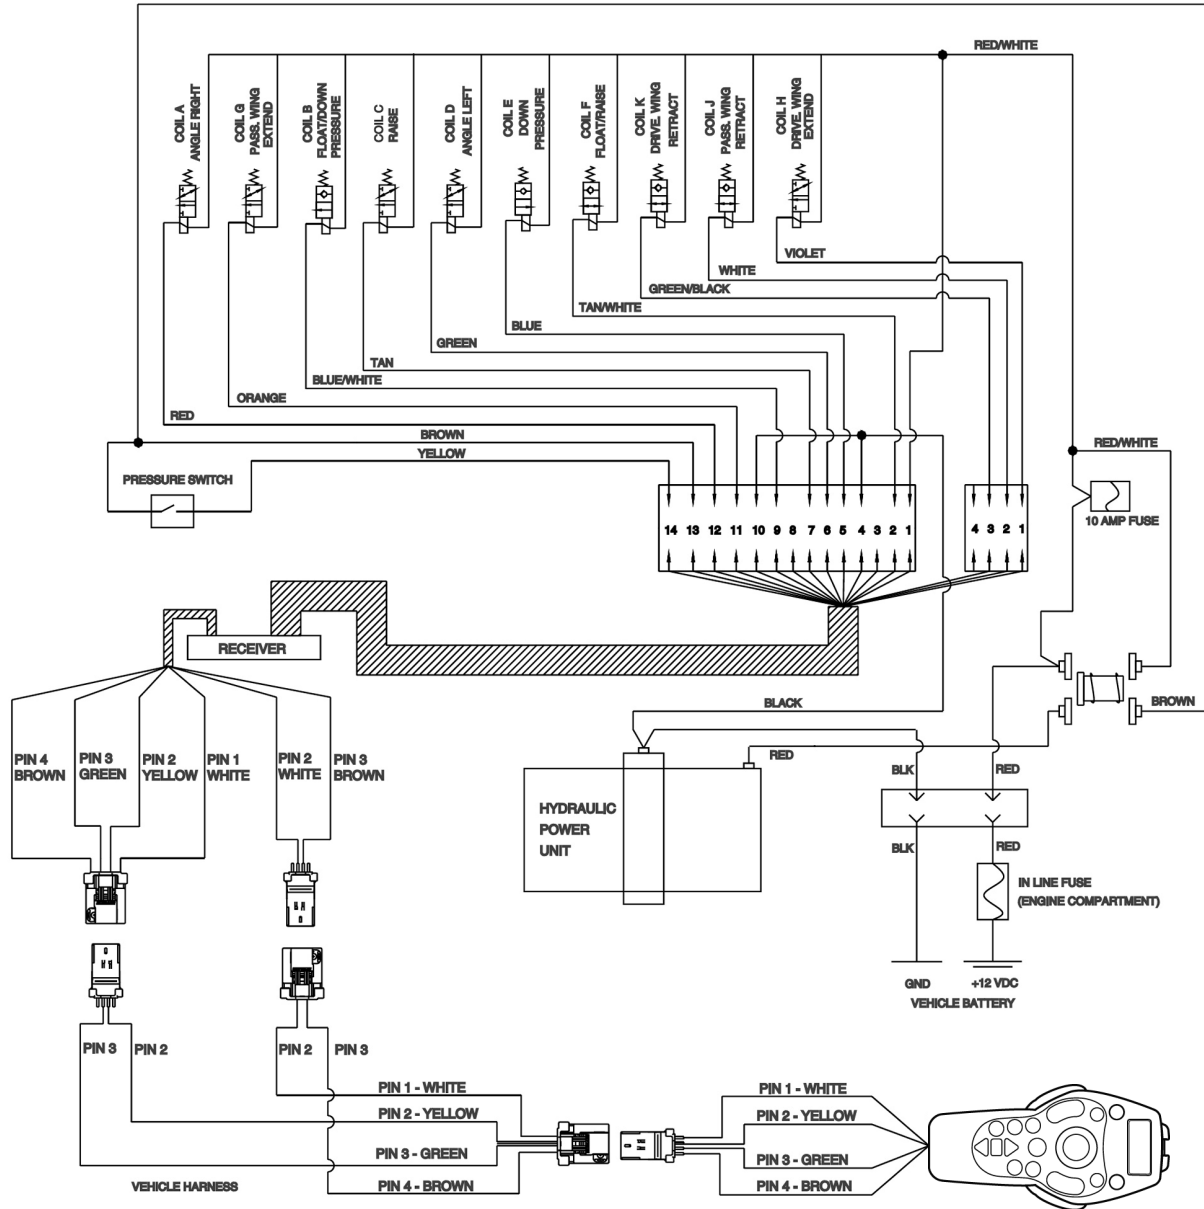 RED/WHITE
COIL A
ANGLE RIGHT
COIL G
PASS. WING
EXTEND
COIL B
FLOAT/DOWN
PRESSURE
COIL C
RAISE
COIL D
ANGLE LEFT
COIL E
DOWN
PRESSURE
COIL F
FLOAT/RAISE
COIL K
DRIVE. WING
RETRACT
COIL J
PASS. WING
RETRACT
COIL H
DRIVE. WING
EXTEND
VIOLET
WHITE
GREEN/BLACK
TAN/WHITE
BLUE
GREEN
TAN
BLUE/WHITE
ORANGE
RED
BROWN
YELLOW
RED/WHITE
PRESSURE SWITCH
10 AMP FUSE
14 13 12 11 10 9 8 7 6 5 4 3 2 1
4 3 2 1
RECEIVER
BLACK
BROWN
RED
PIN 4
BROWN
PIN 3
GREEN
PIN 2
YELLOW
PIN 1
WHITE
PIN 2
WHITE
PIN 3
BROWN
BLK
RED
HYDRAULIC
POWER
UNIT
BLK
RED
IN LINE FUSE
(ENGINE COMPARTMENT)
GND
+12 VDC
VEHICLE BATTERY
PIN 3
PIN 2
PIN 2
PIN 3
PIN 1 - WHITE
PIN 2 - YELLOW
PIN 3 - GREEN
PIN 4 - BROWN
PIN 1 - WHITE
PIN 2 - YELLOW
PIN 3 - GREEN
PIN 4 - BROWN
VEHICLE HARNESS